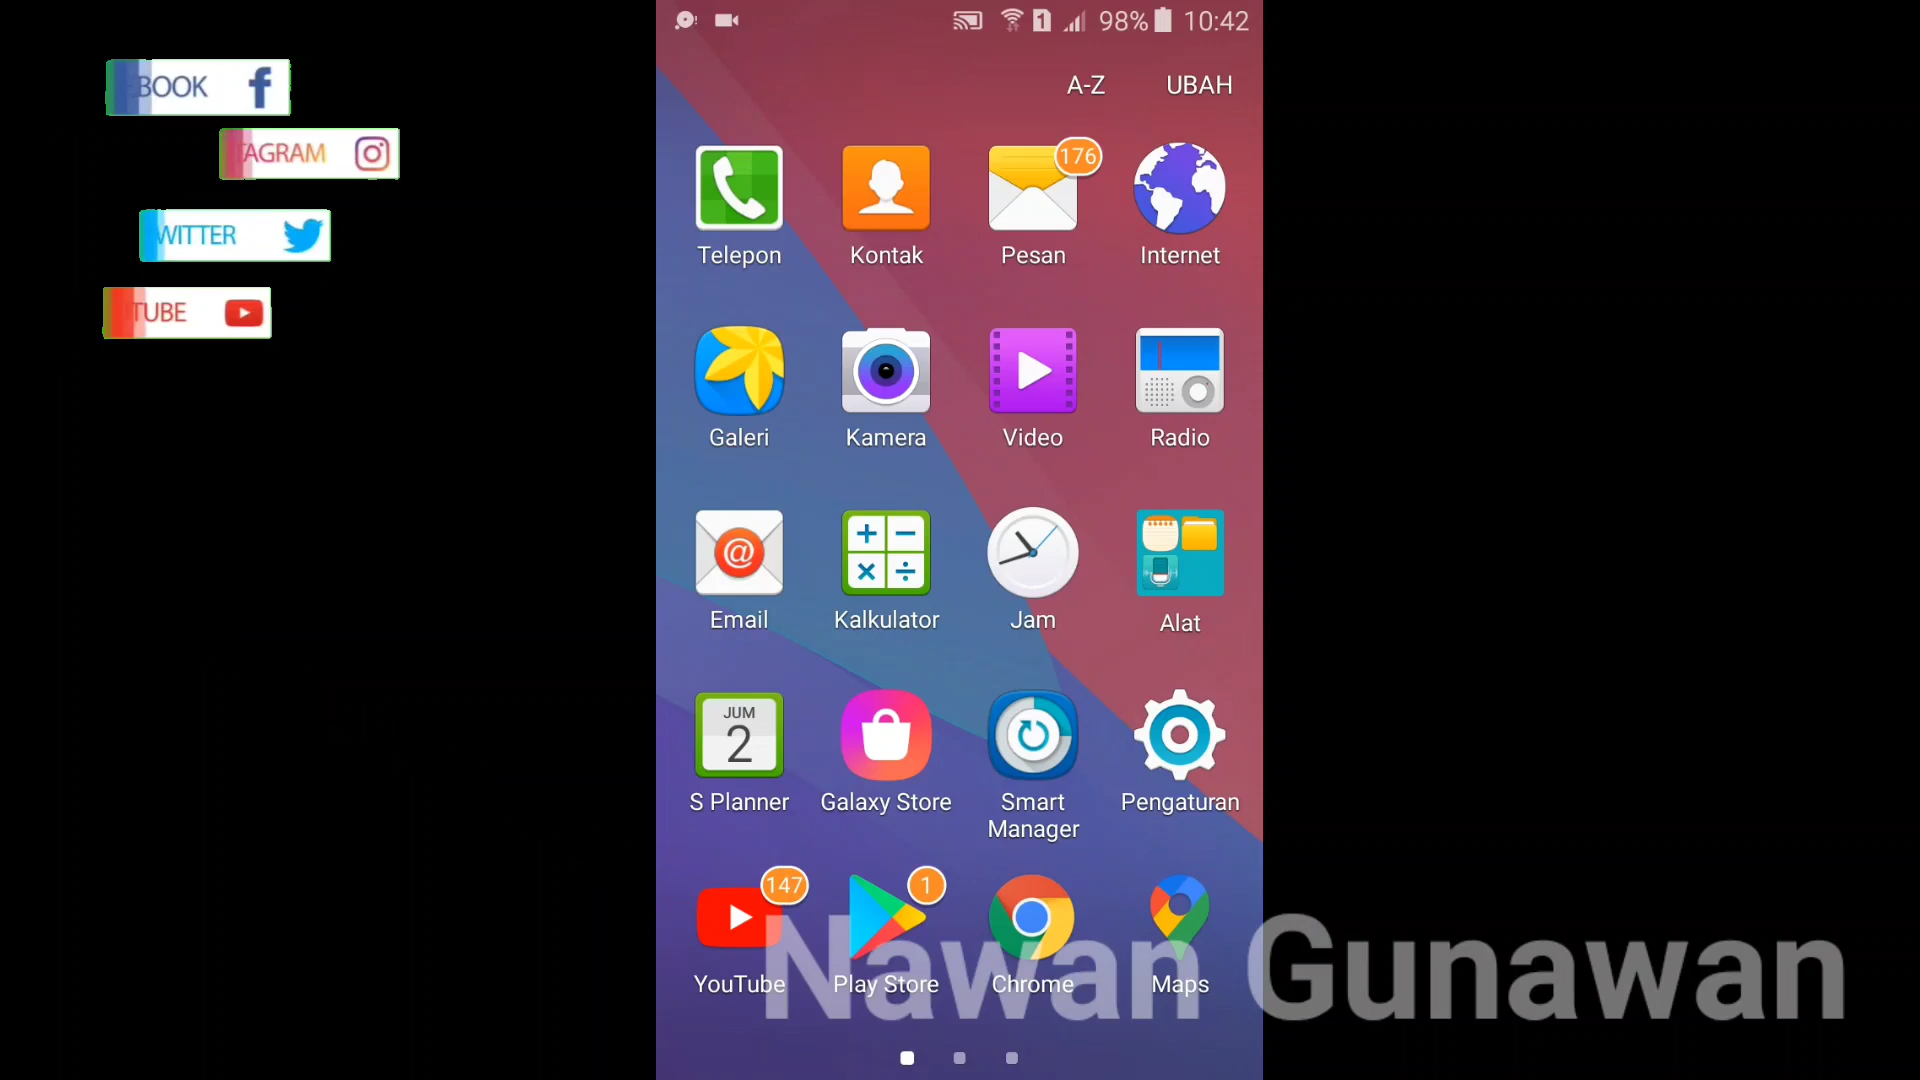 98% 10:42
A-Z UBAH
BOOK
TAGRAM
WITTER
TUBE
176
Telepon Kontak Pesan Internet
Galeri Kamera Video Radio
Email Kalkulator Jam Alat
JUM
2
S Planner Galaxy Store Smart Manager Pengaturan
147 1
YouTube Play Store Chrome Maps
Nawan Gunawan